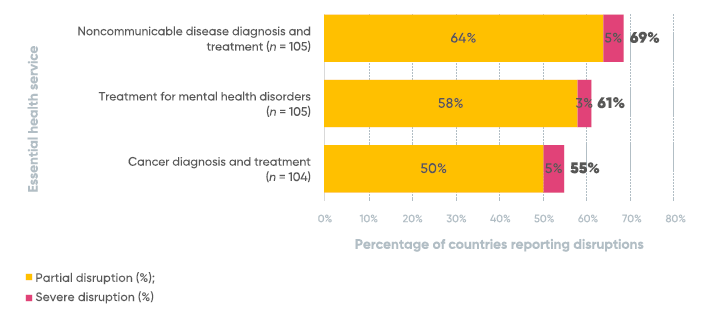 Essential health service
Noncommunicable disease diagnosis and
treatment (n = 105)
64%
5%
69%
Treatment for mental health disorders
(n = 105)
58%
3%
61%
Cancer diagnosis and treatment
(n = 104)
50%
5%
55%
0%
10%
20%
30%
40%
50%
60%
70%
80%
Percentage of countries reporting disruptions
Partial disruption (%);
Severe disruption (%)